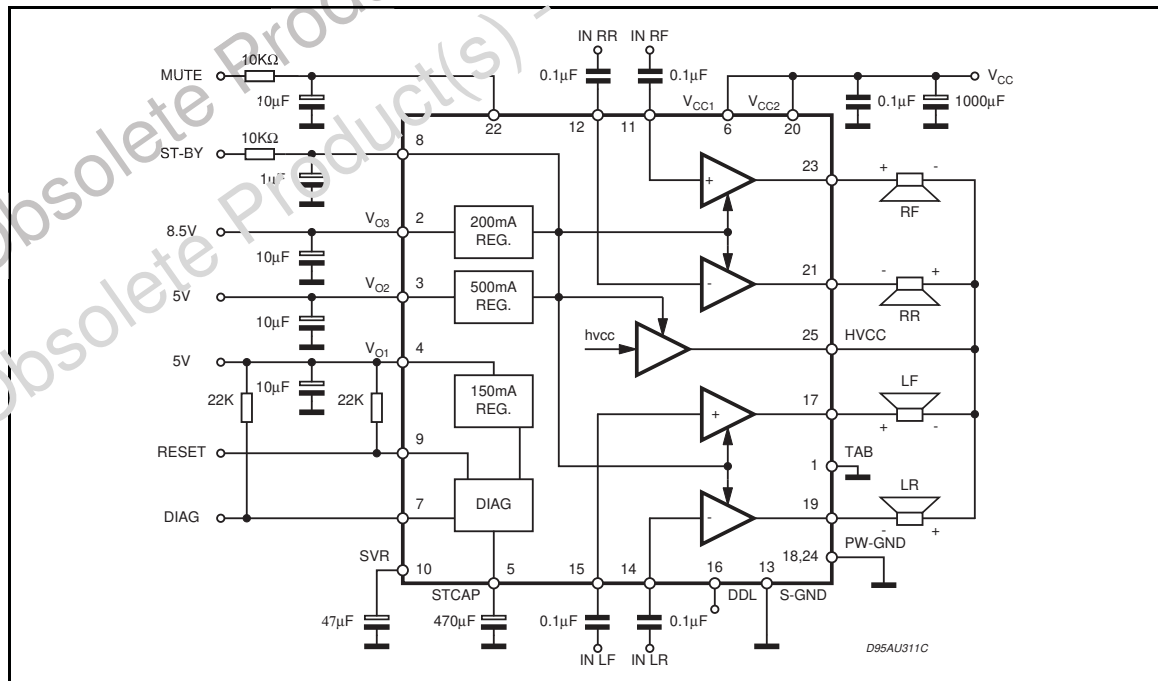 Obsolete Product(s) -
Obsolete Product(s) -
IN RR
IN RF
10KΩ
MUTE
10µF
0.1µF
0.1µF
VCC1
VCC2
0.1µF
1000µF
VCC
22
12
11
6
20
10KΩ
ST-BY
8
1µF
+
23
+ -
RF
8.5V
VO3
2
200mA
REG.
10µF
-
21
- +
RR
5V
VO2
3
500mA
REG.
10µF
hvcc
25
HVCC
5V
VO1
4
10µF
22K
22K
150mA
REG.
+
17
LF
+ -
RESET
9
1
TAB
DIAG
7
DIAG
-
19
LR
- +
SVR
10
5
15
14
16
13
18,24
PW-GND
STCAP
DDL
S-GND
47µF
470µF
0.1µF
0.1µF
IN LF
IN LR
D95AU311C